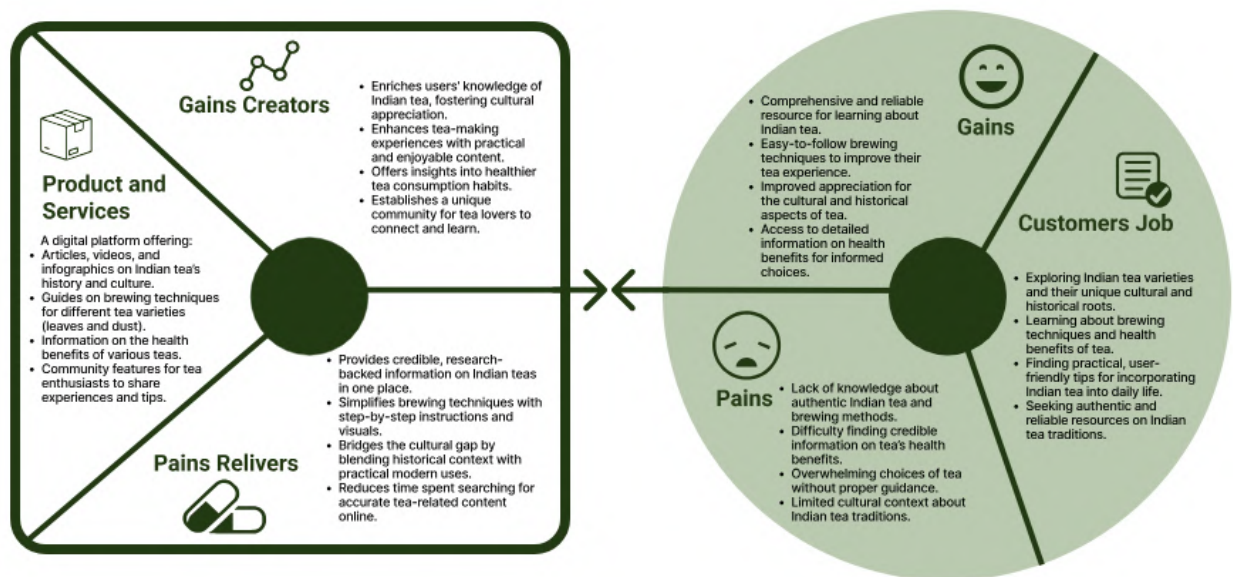 Gains Creators
• Enriches users' knowledge of
Indian tea, fostering cultural
appreciation.
• Enhances tea-making
experiences with practical
and enjoyable content.
• Offers insights into healthier
tea consumption habits.
• Establishes a unique
community for tea lovers to
connect and learn.
Product and
Services
A digital platform offering:
• Articles, videos, and
infographics on Indian tea's
history and culture.
• Guides on brewing techniques
for different tea varieties
(leaves and dust).
• Information on the health
benefits of various teas.
• Community features for tea
enthusiasts to share
experiences and tips.
Pains Relivers
• Provides credible, research-
backed information on Indian teas
in one place.
• Simplifies brewing techniques with
step-by-step instructions and
visuals.
• Bridges the cultural gap by
blending historical context with
practical modern uses.
• Reduces time spent searching for
accurate tea-related content
online.
Gains
• Comprehensive and reliable
resource for learning about
Indian tea.
• Easy-to-follow brewing
techniques to improve their
tea experience.
• Improved appreciation for
the cultural and historical
aspects of tea.
• Access to detailed
information on health
benefits for informed
choices.
Customers Job
• Exploring Indian tea varieties
and their unique cultural and
historical roots.
• Learning about brewing
techniques and health
benefits of tea.
• Finding practical, user-
friendly tips for incorporating
Indian tea into daily life.
• Seeking authentic and
reliable resources on Indian
tea traditions.
Pains
• Lack of knowledge about
authentic Indian tea and
brewing methods.
• Difficulty finding credible
information on tea's health
benefits.
• Overwhelming choices of tea
without proper guidance.
• Limited cultural context about
Indian tea traditions.